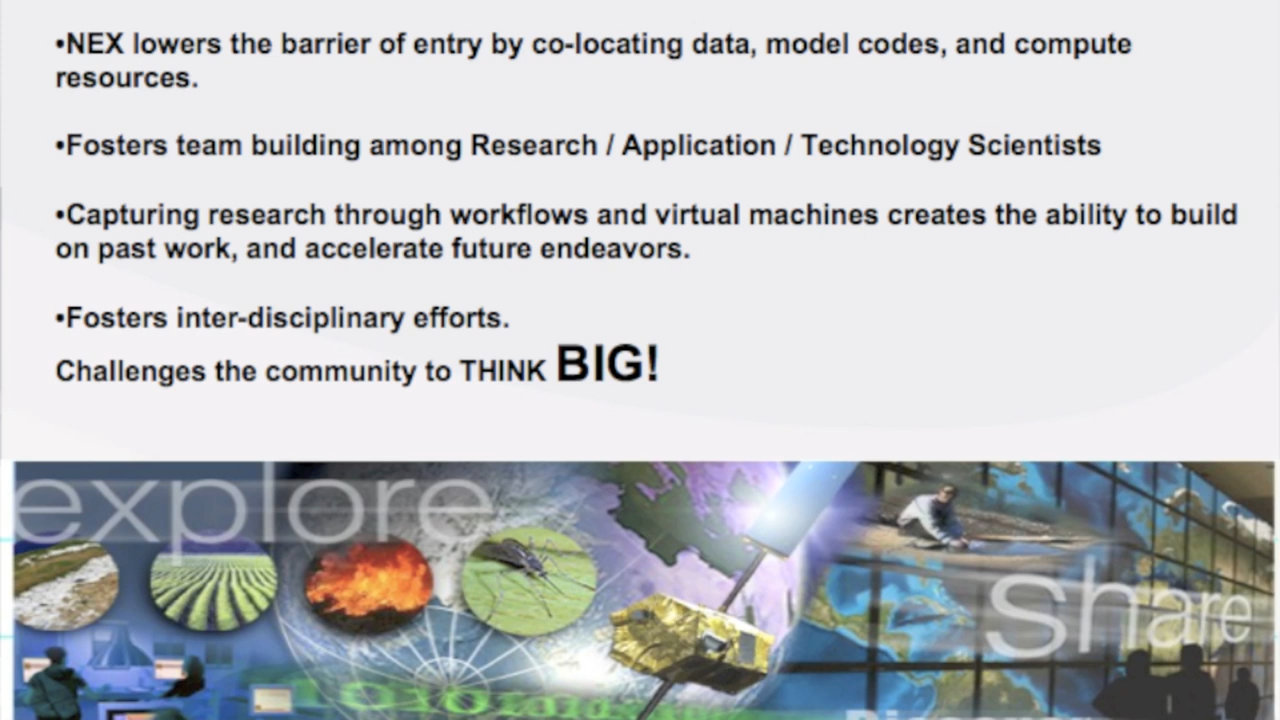 •NEX lowers the barrier of entry by co-locating data, model codes, and compute
resources.
•Fosters team building among Research / Application / Technology Scientists
•Capturing research through workflows and virtual machines creates the ability to build
on past work, and accelerate future endeavors.
•Fosters inter-disciplinary efforts.
Challenges the community to THINK BIG!
explore
Share